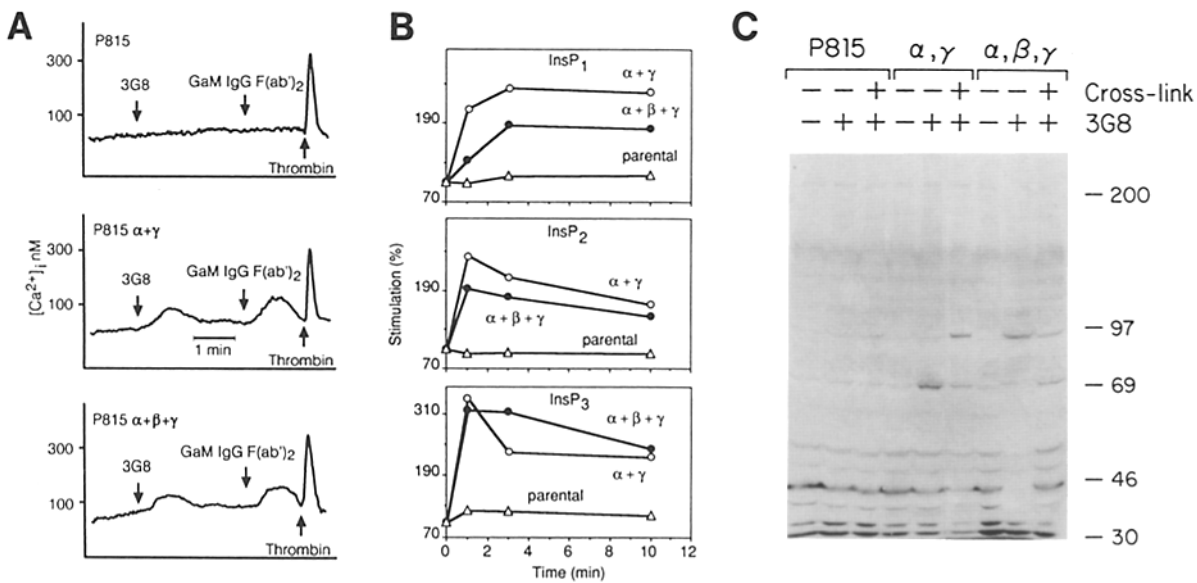 A
P815
300
100
3G8
GaM IgG F(ab')2
Thrombin
P815 α+γ
300
100
[Ca2+]i nM
3G8
GaM IgG F(ab')2
1 min
Thrombin
P815 α+β+γ
300
100
3G8
GaM IgG F(ab')2
Thrombin
B
InsP1
190
70
α+γ
α+β+γ
parental
InsP2
190
70
Stimulation (%)
α+γ
α+β+γ
parental
InsP3
310
190
70
α+β+γ
α+γ
parental
0 2 4 6 8 10 12
Time (min)
C
P815 α,γ α,β,γ
− − + − − + − − + Cross-link
− + + − + + − + + 3G8
− 200
− 97
− 69
− 46
− 30